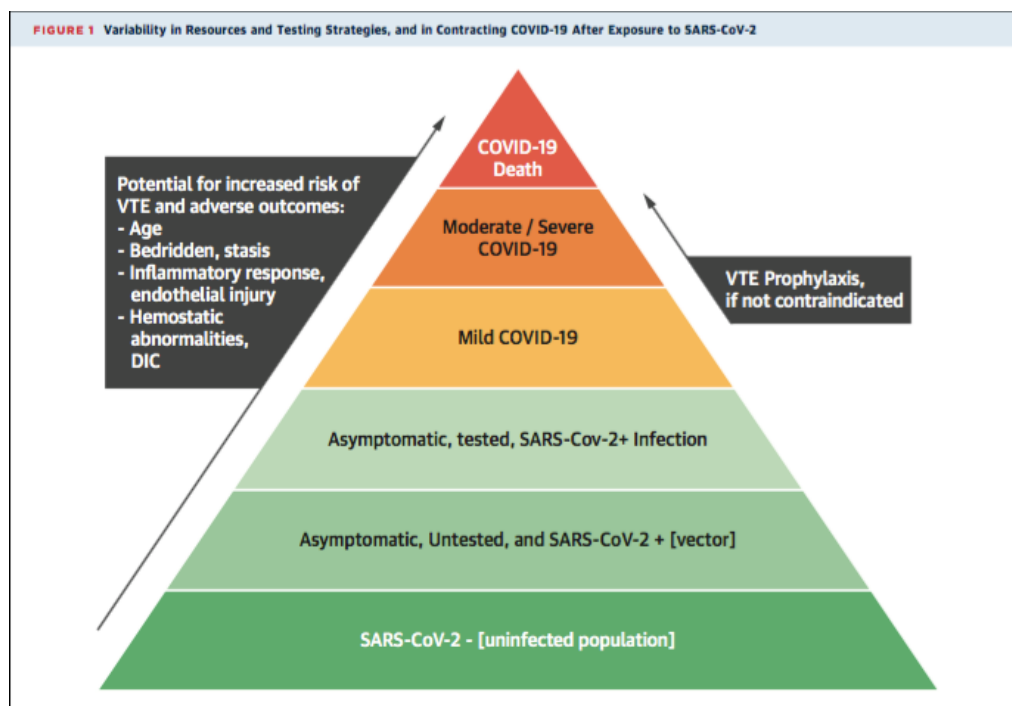 FIGURE 1 Variability in Resources and Testing Strategies, and in Contracting COVID-19 After Exposure to SARS-CoV-2
COVID-19
Death
Potential for increased risk of
VTE and adverse outcomes:
- Age
- Bedridden, stasis
- Inflammatory response,
endothelial injury
- Hemostatic
abnormalities,
DIC
Moderate / Severe
COVID-19
VTE Prophylaxis,
if not contraindicated
Mild COVID-19
Asymptomatic, tested, SARS-Cov-2+ Infection
Asymptomatic, Untested, and SARS-CoV-2 + [vector]
SARS-CoV-2 - [uninfected population]